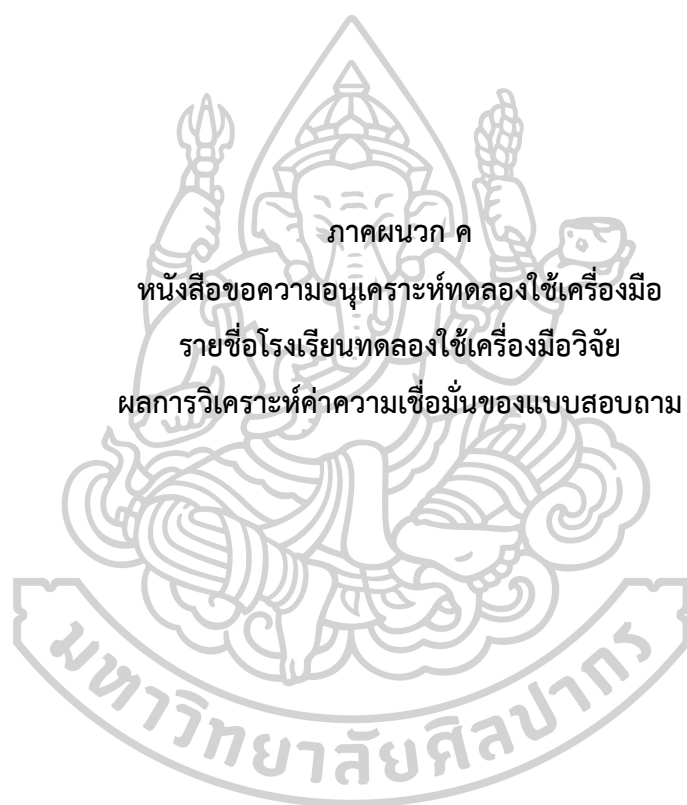 ภาคผนวก ค
หนังสือขอความอนุเคราะห์ทดลองใช้เครื่องมือ
รายชื่อโรงเรียนทดลองใช้เครื่องมือวิจัย
ผลการวิเคราะห์ค่าความเชื่อมั่นของแบบสอบถาม
มหาวิทยาลัยศิลปากร